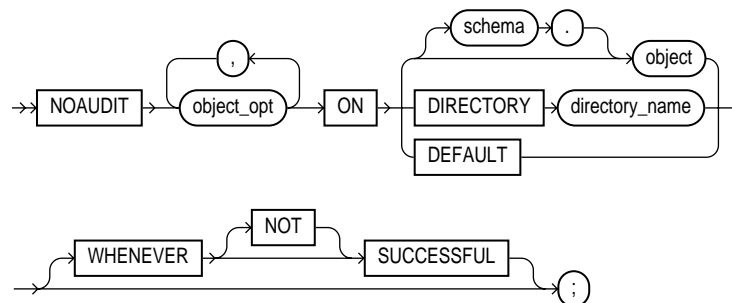 schema .
, object
NOAUDIT object_opt ON DIRECTORY directory_name
DEFAULT
NOT
WHENEVER SUCCESSFUL
;